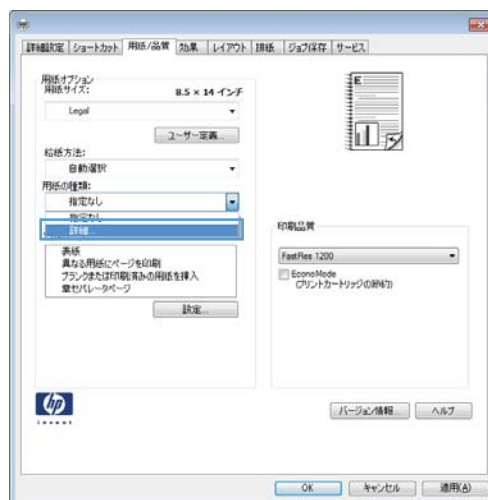 詳細設定 ショートカット 用紙/品質 効果 レイアウト 排紙 ジョブ保存 サービス
用紙オプション
用紙サイズ: 8.5 × 14 インチ
Legal
ユーザー定義...
給紙方法:
自動選択
用紙の種類:
指定なし
指定なし
詳細...
表紙
異なる用紙にページを印刷
ブランクまたは印刷済みの用紙を挿入
章セパレータページ
設定...
E
印刷品質
FastRes 1200
EconoMode
(プリントカートリッジの節約)
hp
invent
バージョン情報... ヘルプ
OK キャンセル 適用(A)